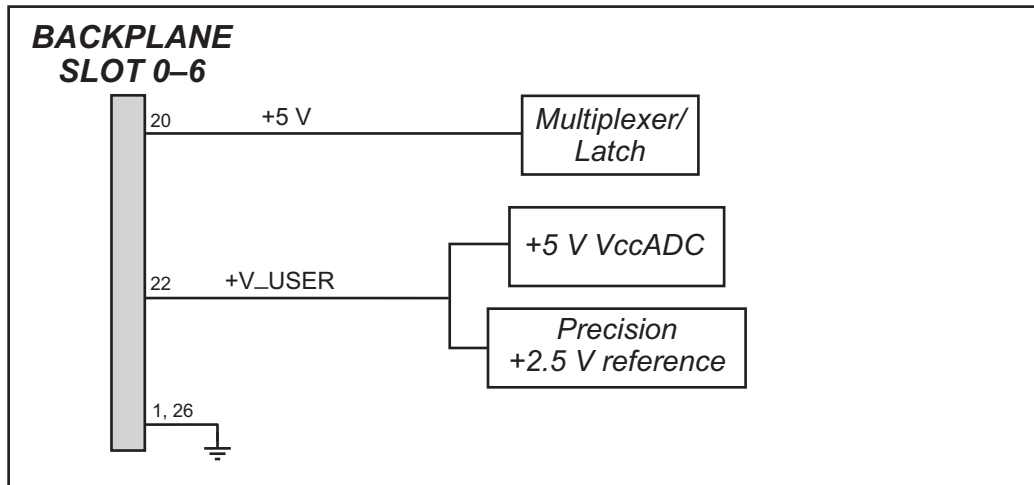 BACKPLANE
SLOT 0–6
20
+5 V
Multiplexer/
Latch
+5 V VccADC
22
+V_USER
Precision
+2.5 V reference
1, 26